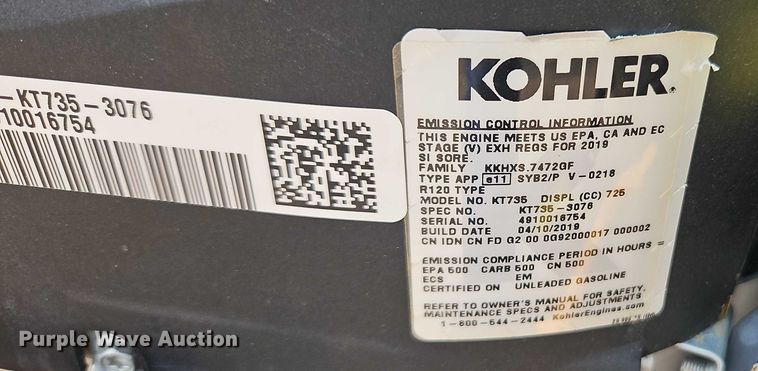 -KT735-3076
10016754
KOHLER.
EMISSION CONTROL INFORMATION
THIS ENGINE MEETS US EPA, CA AND EC
STAGE (V) EXH REGS FOR 2019
SI SORE.
FAMILY KKHXS.7472GF
TYPE APP e11 SYB2/P V-0218
R120 TYPE
MODEL NO. KT735 DISPL (CC) 725
SPEC NO. KT735-3076
SERIAL NO. 4910016754
BUILD DATE 04/10/2019
CN IDN CN FD G2 00 0G92000017 000002
EMISSION COMPLIANCE PERIOD IN HOURS =
EPA 500 CARB 500 CN 500
ECS EM
CERTIFIED ON UNLEADED GASOLINE
REFER TO OWNER'S MANUAL FOR SAFETY,
MAINTENANCE SPECS AND ADJUSTMENTS
1-800-544-2444 KohlerEngines.com
Purple Wave Auction